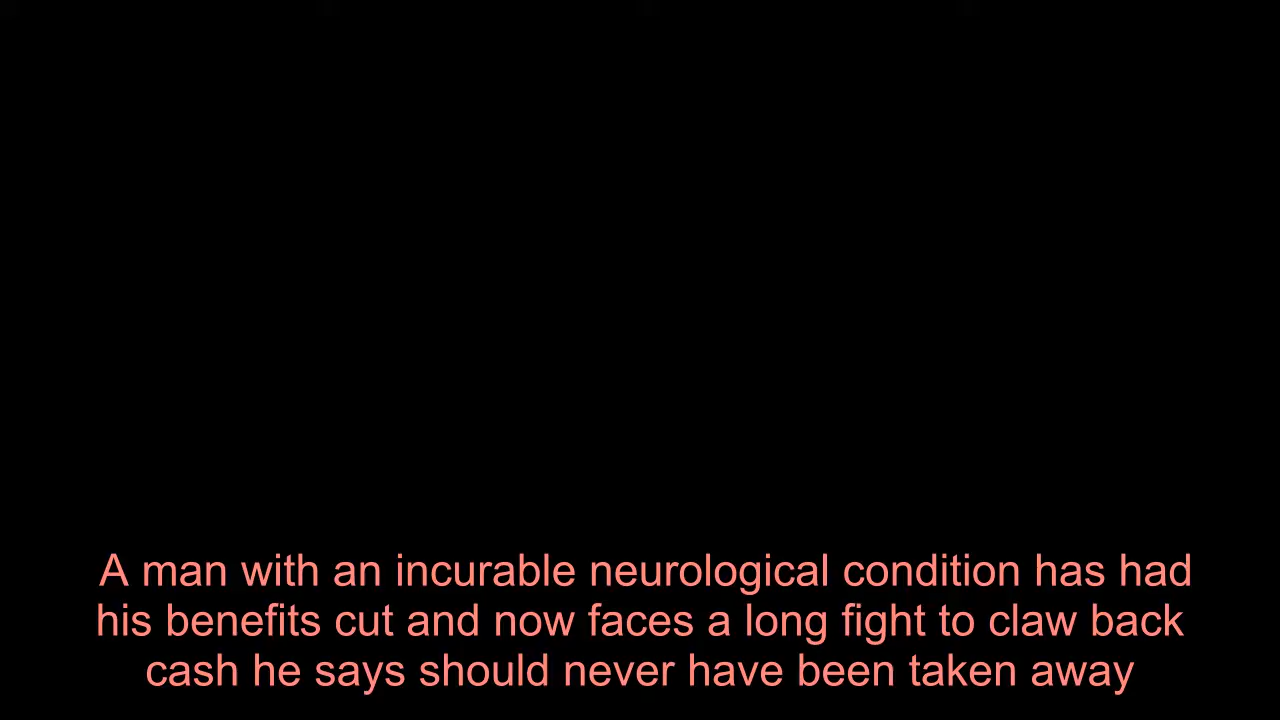 A man with an incurable neurological condition has had
his benefits cut and now faces a long fight to claw back
cash he says should never have been taken away